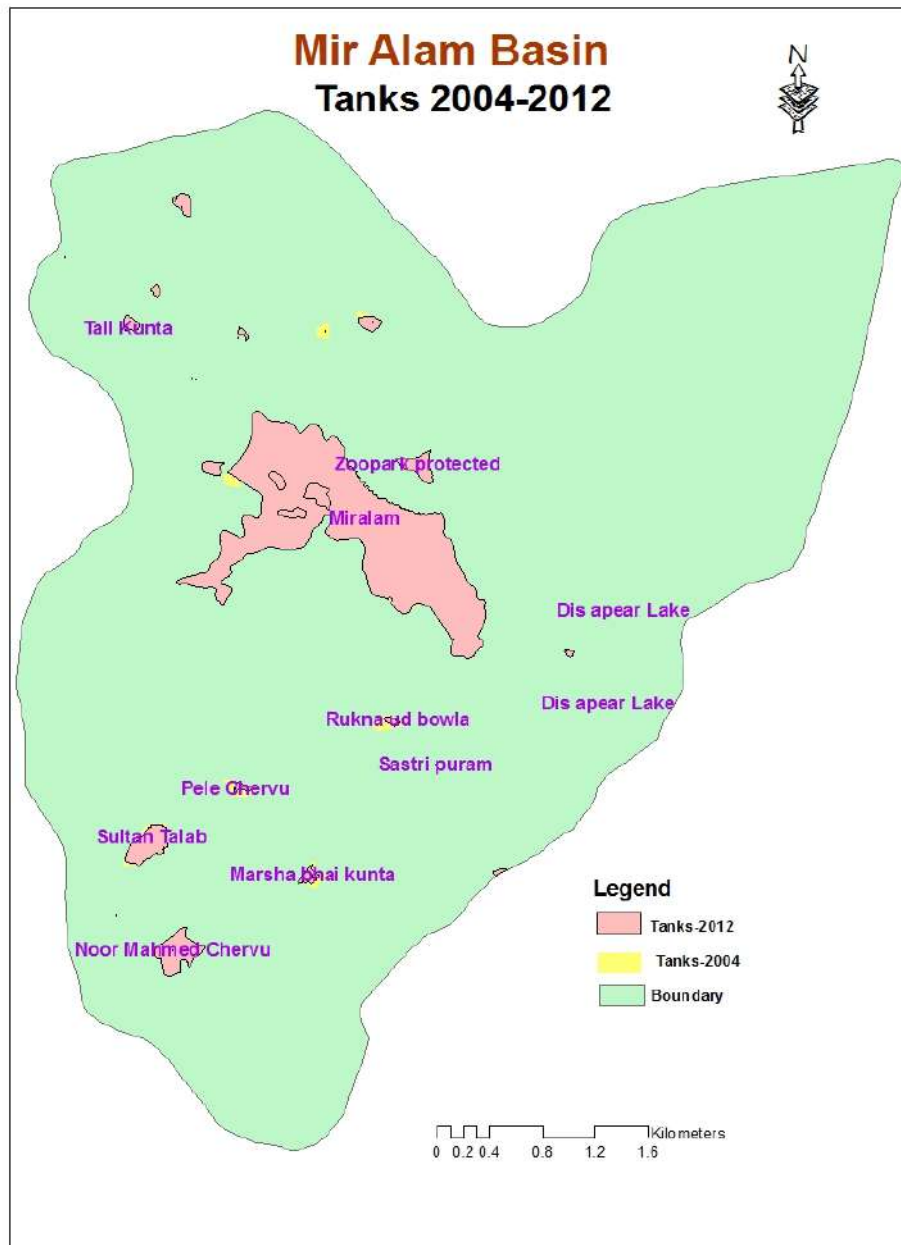 Mir Alam Basin
Tanks 2004-2012
N
Tall Kunta
Zoopark protected
Miralam
Dis apear Lake
Dis apear Lake
Rukna ud bowla
Sastri puram
Pele Chervu
Sultan Talab
Marsha bhai kunta
Noor Mahmed Chervu
Legend
Tanks-2012
Tanks-2004
Boundary
Kilometers
0 0.2 0.4 0.8 1.2 1.6